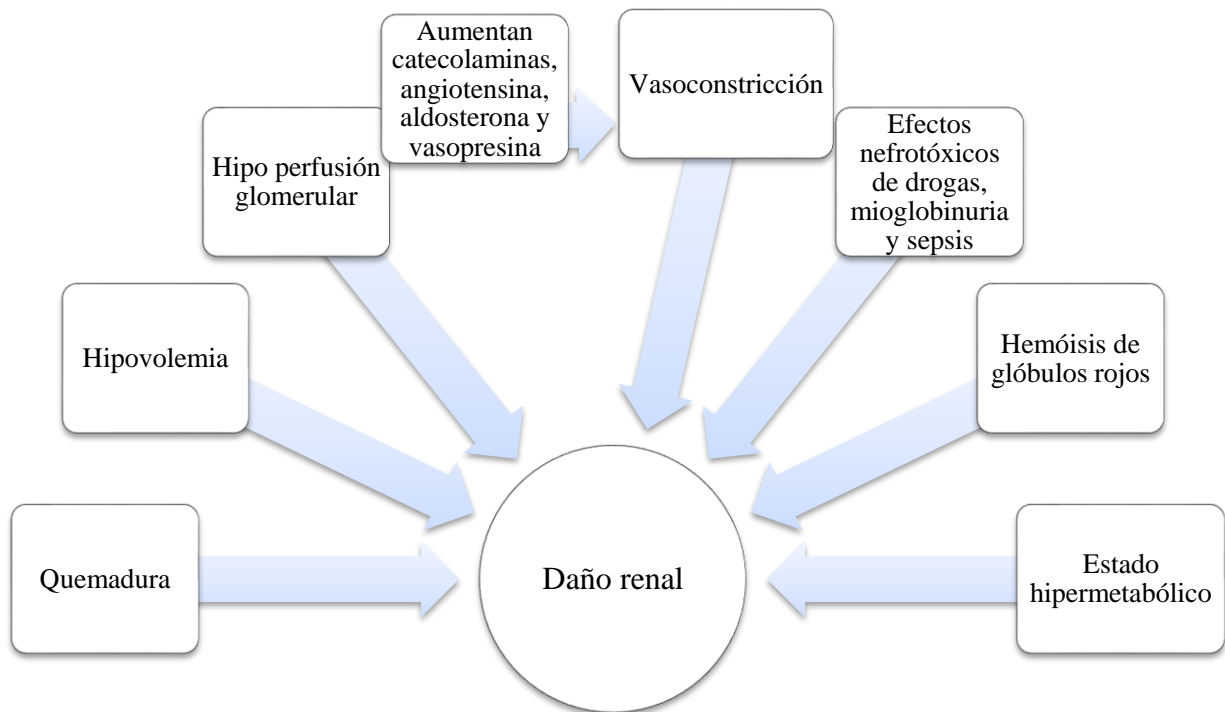 Aumentan
catecolaminas,
angiotensina,
aldosterona y
vasopresina
Vasoconstricción
Hipo perfusión
glomerular
Efectos
nefrotóxicos
de drogas,
mioglobinuria
y sepsis
Hipovolemia
Hemóisis de
glóbulos rojos
Quemadura
Daño renal
Estado
hipermetabólico